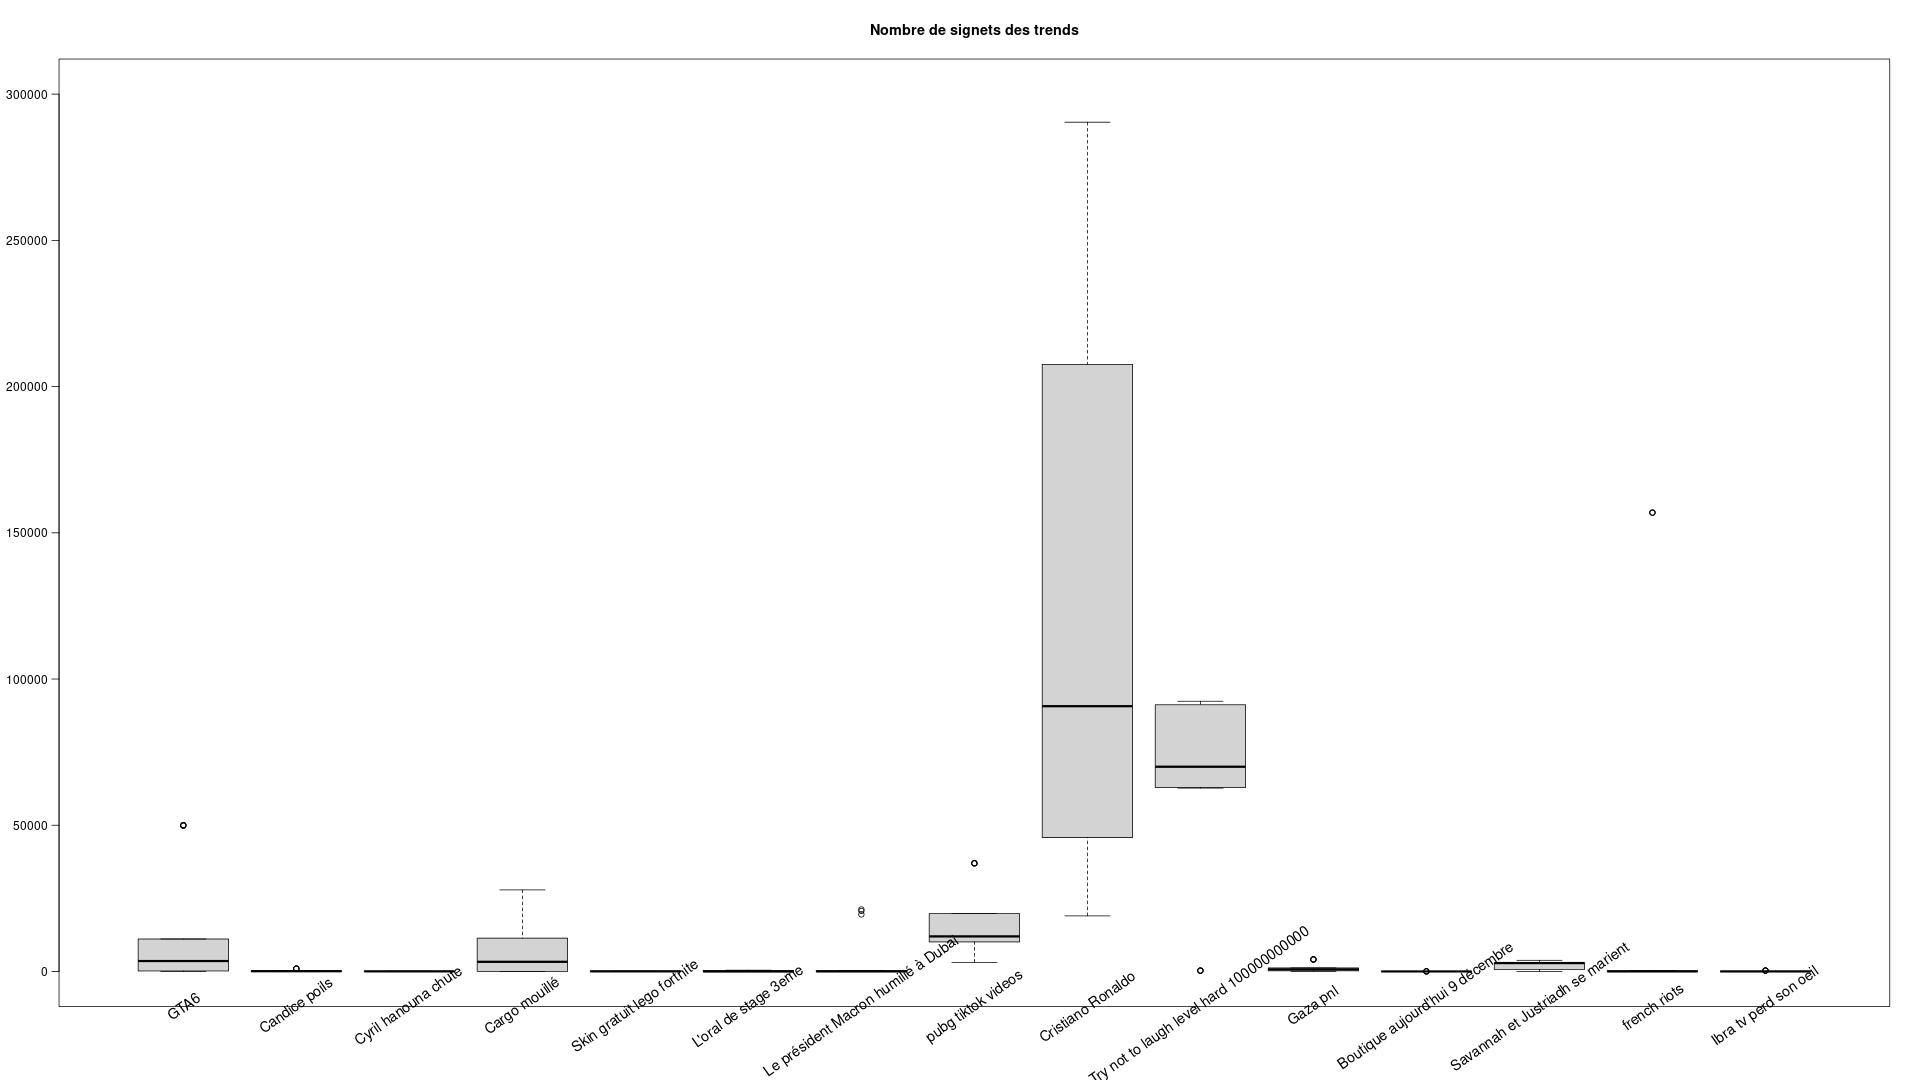 Nombre de signets des trends
300000
250000
200000
150000
100000
50000
0
GTA6
Candice poils
Cyril hanouna chute
Cargo mouillé
Skin gratuit lego fortnite
L'oral de stage 3eme
Le président Macron humilié à Dubaï
pubg tiktok videos
Cristiano Ronaldo
Try not to laugh level hard 10000000000
Gaza pnl
Boutique aujourd'hui 9 décembre
Savannah et Justriadh se marient
french riots
Ibra tv perd son oeil